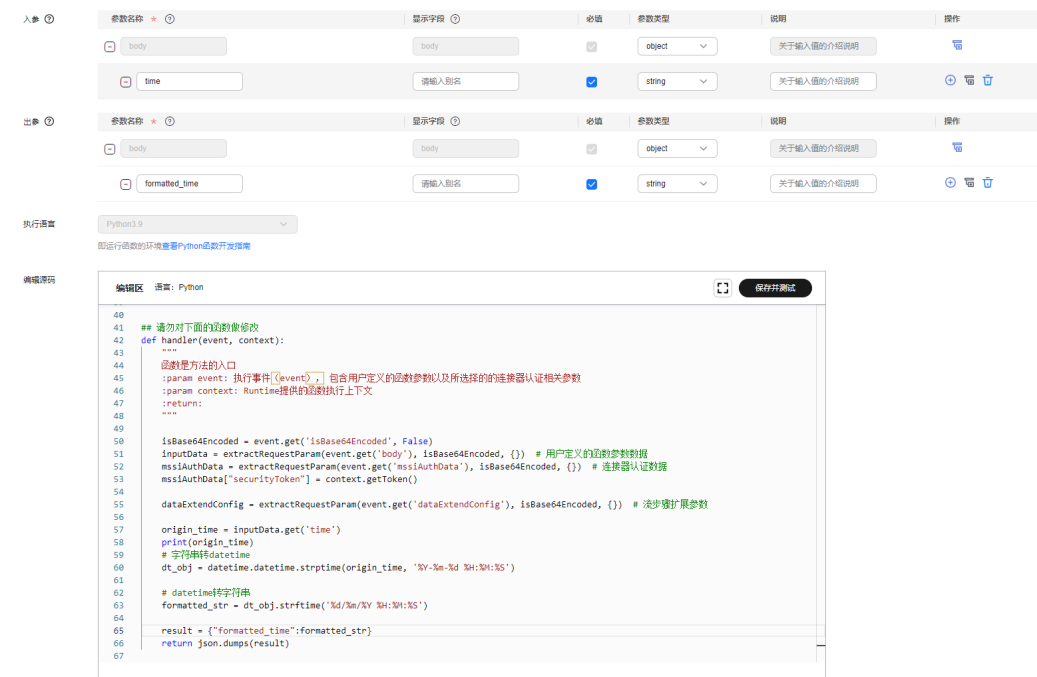 入参 ? 参数名称 * ? 显示字段 ? 必填 参数类型 说明 操作
body body object 关于输入值的介绍说明
time 请输入别名 string 关于输入值的介绍说明
出参 ? 参数名称 * ? 显示字段 ? 必填 参数类型 说明 操作
body body object 关于输入值的介绍说明
formatted_time 请输入别名 string 关于输入值的介绍说明
执行语言 Python3.9
即运行函数的环境查看Python函数开发指南
编辑源码
编辑区 语言：Python 保存并测试
40
41 ## 请勿对下面的函数做修改
42 def handler(event, context):
43 """
44 函数是方法的入口
45 :param event: 执行事件（event），包含用户定义的函数参数以及所选择的的连接器认证相关参数
46 :param context: Runtime提供的函数执行上下文
47 :return:
48 """
49
50 isBase64Encoded = event.get('isBase64Encoded', False)
51 inputData = extractRequestParam(event.get('body'), isBase64Encoded, {}) # 用户定义的函数参数数据
52 mssiAuthData = extractRequestParam(event.get('mssiAuthData'), isBase64Encoded, {}) # 连接器认证数据
53 mssiAuthData["securityToken"] = context.getToken()
54
55 dataExtendConfig = extractRequestParam(event.get('dataExtendConfig'), isBase64Encoded, {}) # 流步骤扩展参数
56
57 origin_time = inputData.get('time')
58 print(origin_time)
59 # 字符串转datetime
60 dt_obj = datetime.datetime.strptime(origin_time, '%Y-%m-%d %H:%M:%S')
61
62 # datetime转字符串
63 formatted_str = dt_obj.strftime('%d/%m/%Y %H:%M:%S')
64
65 result = {"formatted_time":formatted_str}
66 return json.dumps(result)
67